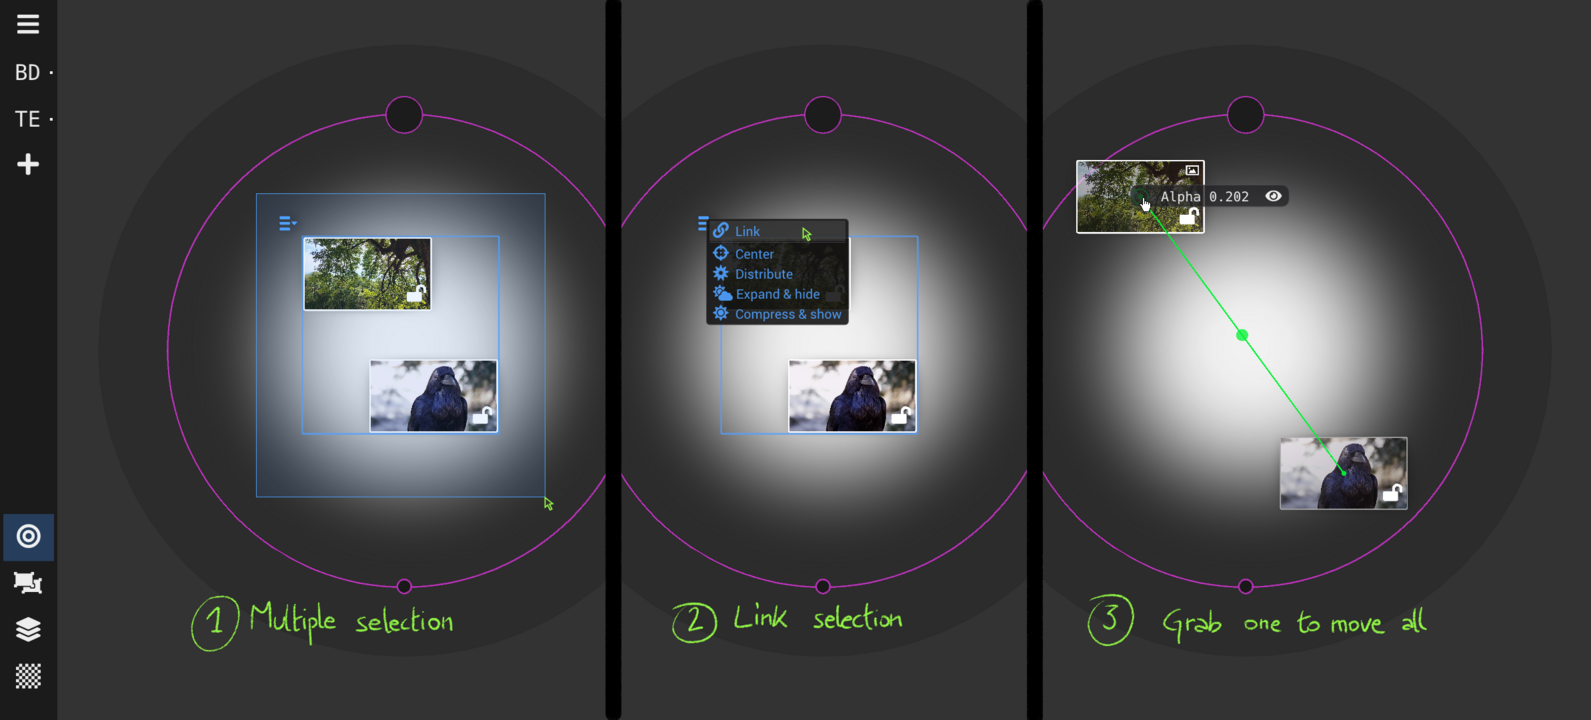 BD
TE
Link
Center
Distribute
Expand & hide
Compress & show
Alpha 0.202
1 Multiple selection
2 Link selection
3 Grab one to move all